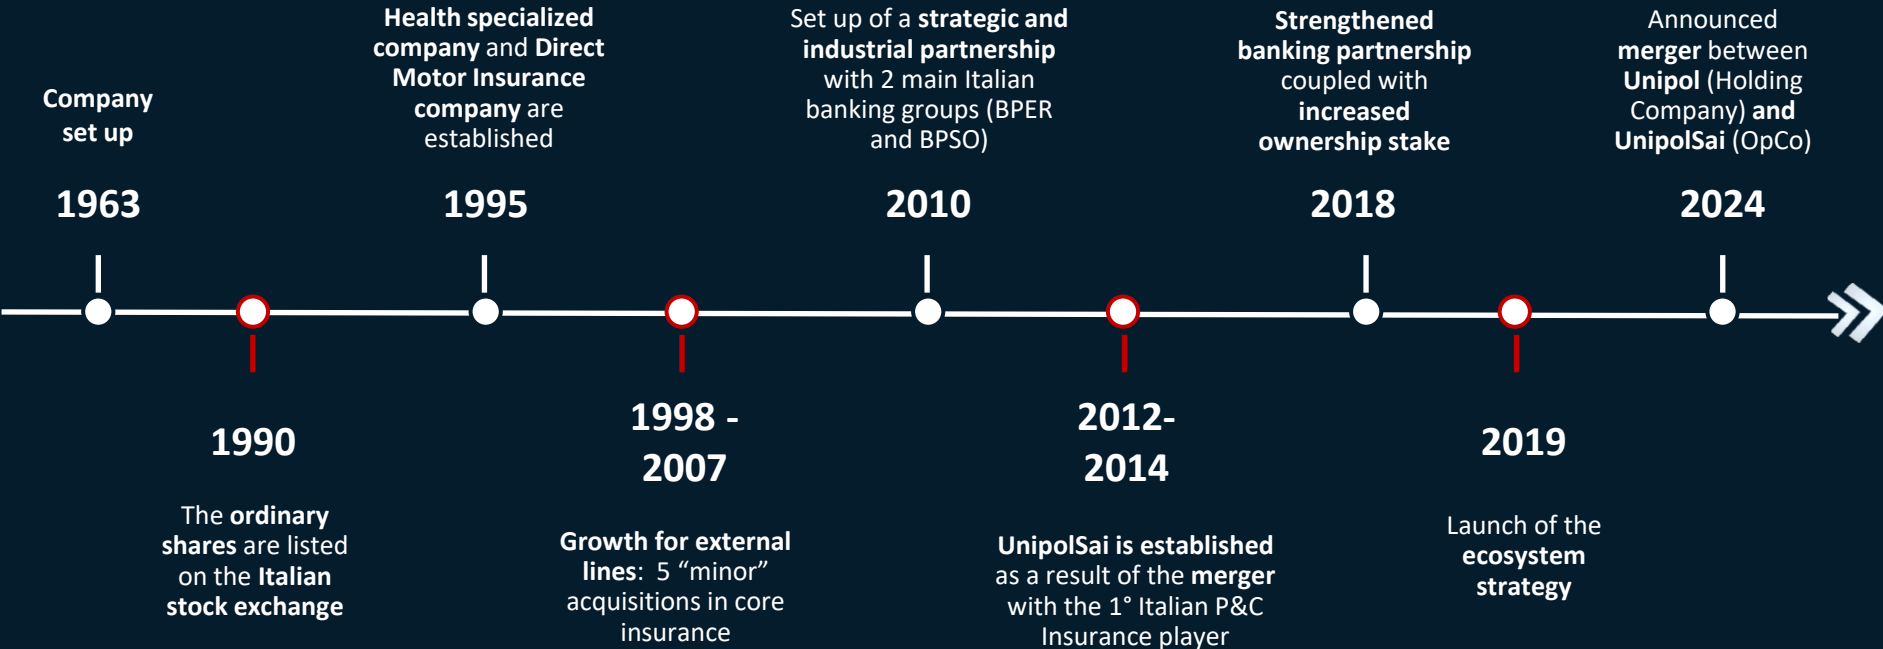 Company
set up
1963
Health specialized
company and Direct
Motor Insurance
company are
established
1995
Set up of a strategic and
industrial partnership
with 2 main Italian
banking groups (BPER
and BPSO)
2010
Strengthened
banking partnership
coupled with
increased
ownership stake
2018
Announced
merger between
Unipol (Holding
Company) and
UnipolSai (OpCo)
2024
1990
The ordinary
shares are listed
on the Italian
stock exchange
1998 -
2007
Growth for external
lines: 5 “minor”
acquisitions in core
insurance
2012-
2014
UnipolSai is established
as a result of the merger
with the 1° Italian P&C
Insurance player
2019
Launch of the
ecosystem
strategy